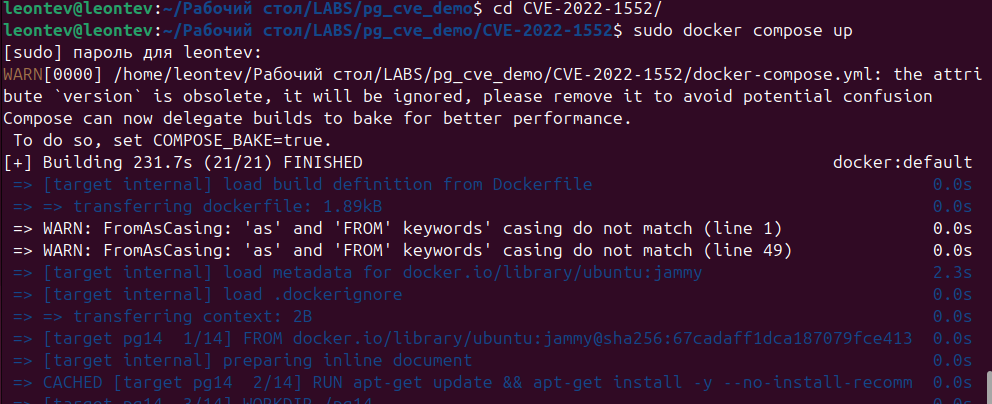 leontev@leontev:~/Рабочий стол/LABS/pg_cve_demo$ cd CVE-2022-1552/
leontev@leontev:~/Рабочий стол/LABS/pg_cve_demo/CVE-2022-1552$ sudo docker compose up
[sudo] пароль для leontev:
WARN[0000] /home/leontev/Рабочий стол/LABS/pg_cve_demo/CVE-2022-1552/docker-compose.yml: the attri
bute `version` is obsolete, it will be ignored, please remove it to avoid potential confusion
Compose can now delegate builds to bake for better performance.
 To do so, set COMPOSE_BAKE=true.
[+] Building 231.7s (21/21) FINISHED docker:default
 => [target internal] load build definition from Dockerfile 0.0s
 => => transferring dockerfile: 1.89kB 0.0s
 => WARN: FromAsCasing: 'as' and 'FROM' keywords' casing do not match (line 1) 0.0s
 => WARN: FromAsCasing: 'as' and 'FROM' keywords' casing do not match (line 49) 0.0s
 => [target internal] load metadata for docker.io/library/ubuntu:jammy 2.3s
 => [target internal] load .dockerignore 0.0s
 => => transferring context: 2B 0.0s
 => [target pg14  1/14] FROM docker.io/library/ubuntu:jammy@sha256:67cadaff1dca187079fce413 0.0s
 => [target internal] preparing inline document 0.0s
 => CACHED [target pg14  2/14] RUN apt-get update && apt-get install -y --no-install-recomm 0.0s
 => [target pg14  3/14] WORKDIR /pg14 0.0s